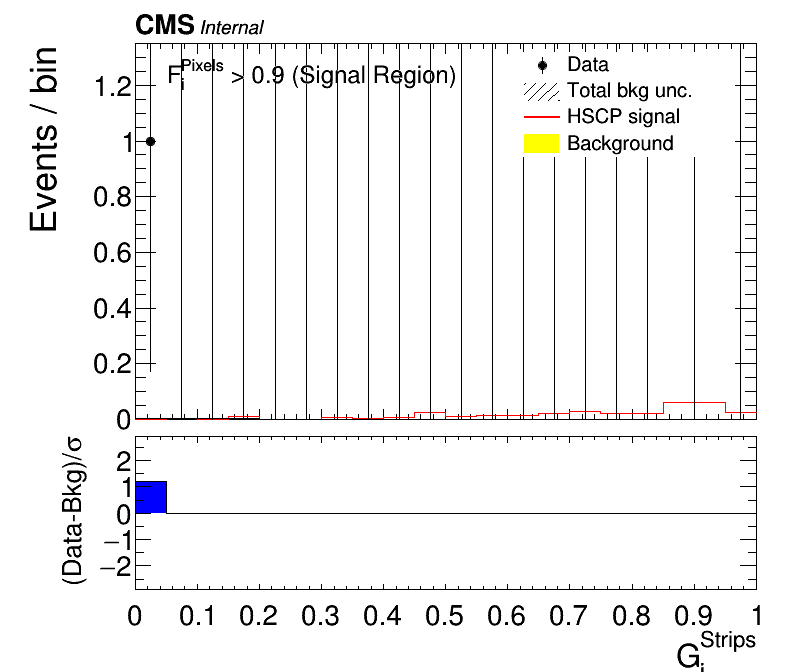 CMS Internal
F_i^Pixels > 0.9 (Signal Region)
Data
Total bkg unc.
HSCP signal
Background
Events / bin
1.2
1
0.8
0.6
0.4
0.2
0
(Data-Bkg)/σ
2
1
0
−1
−2
0 0.1 0.2 0.3 0.4 0.5 0.6 0.7 0.8 0.9 1
G_i^Strips